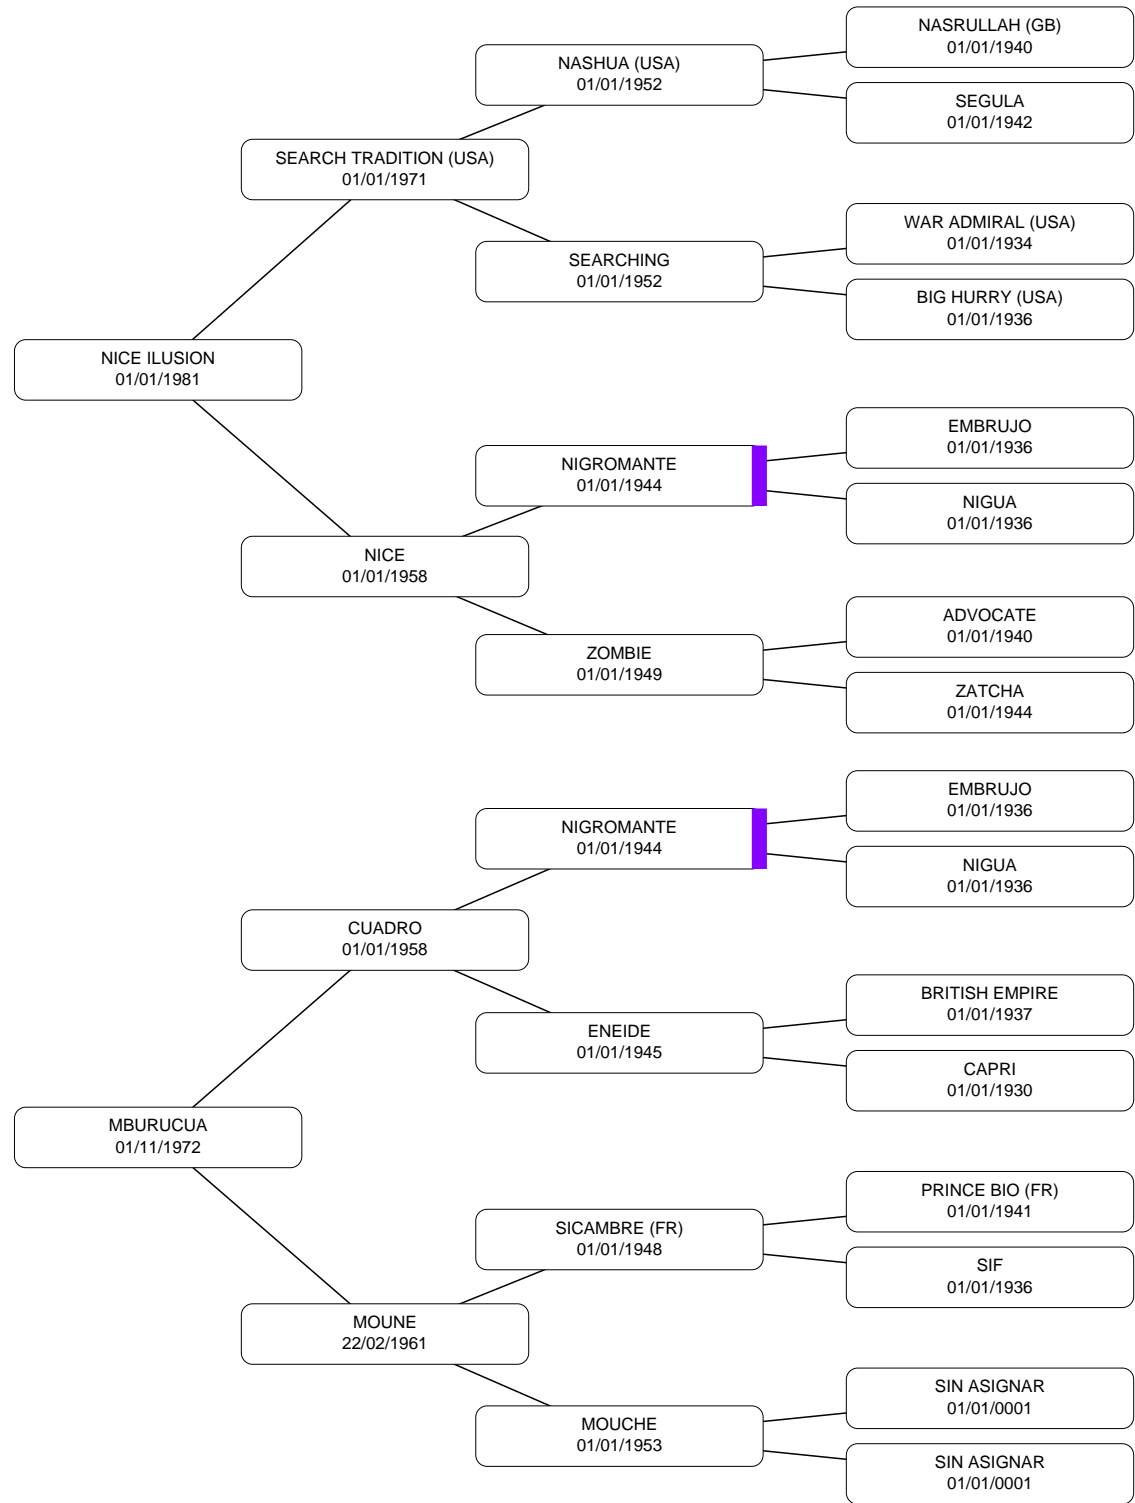 NASRULLAH (GB)
01/01/1940
NASHUA (USA)
01/01/1952
SEGULA
01/01/1942
SEARCH TRADITION (USA)
01/01/1971
WAR ADMIRAL (USA)
01/01/1934
SEARCHING
01/01/1952
BIG HURRY (USA)
01/01/1936
NICE ILUSION
01/01/1981
EMBRUJO
01/01/1936
NIGROMANTE
01/01/1944
NIGUA
01/01/1936
NICE
01/01/1958
ADVOCATE
01/01/1940
ZOMBIE
01/01/1949
ZATCHA
01/01/1944
EMBRUJO
01/01/1936
NIGROMANTE
01/01/1944
NIGUA
01/01/1936
CUADRO
01/01/1958
BRITISH EMPIRE
01/01/1937
ENEIDE
01/01/1945
CAPRI
01/01/1930
MBURUCUA
01/11/1972
PRINCE BIO (FR)
01/01/1941
SICAMBRE (FR)
01/01/1948
SIF
01/01/1936
MOUNE
22/02/1961
SIN ASIGNAR
01/01/0001
MOUCHE
01/01/1953
SIN ASIGNAR
01/01/0001